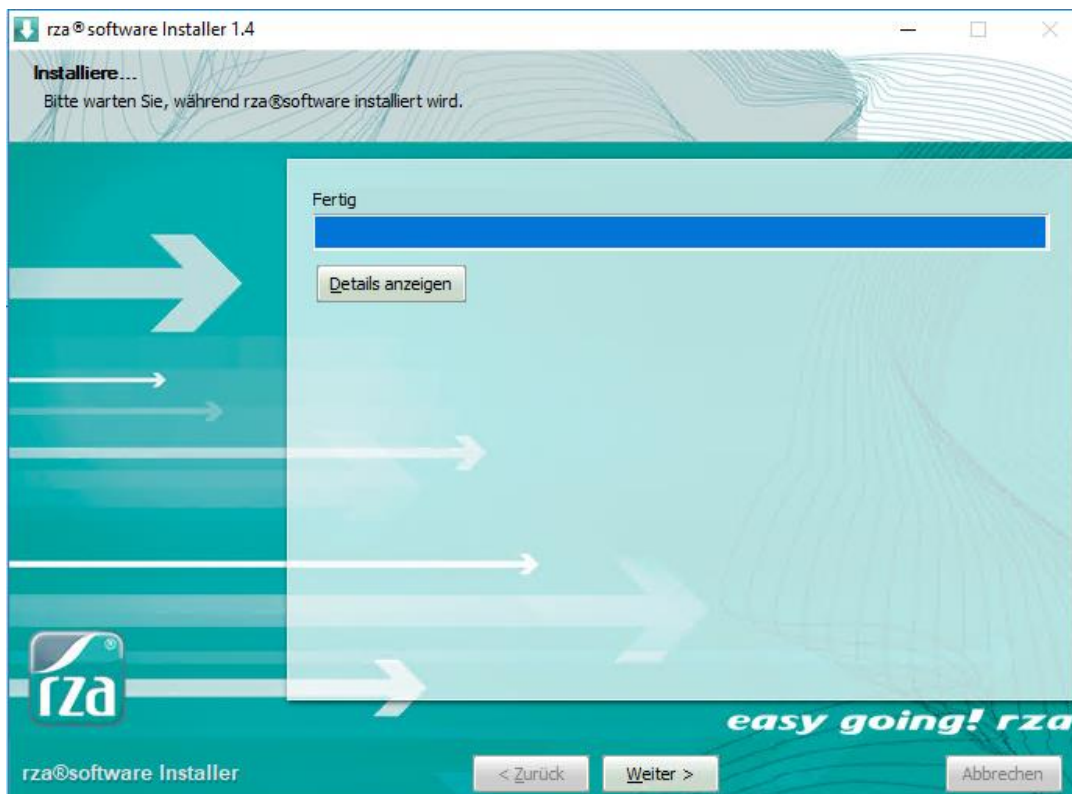 rza® software Installer 1.4
Installiere...
Bitte warten Sie, während rza®software installiert wird.
Fertig
Details anzeigen
rza®
easy going! rza
rza®software Installer
< Zurück
Weiter >
Abbrechen